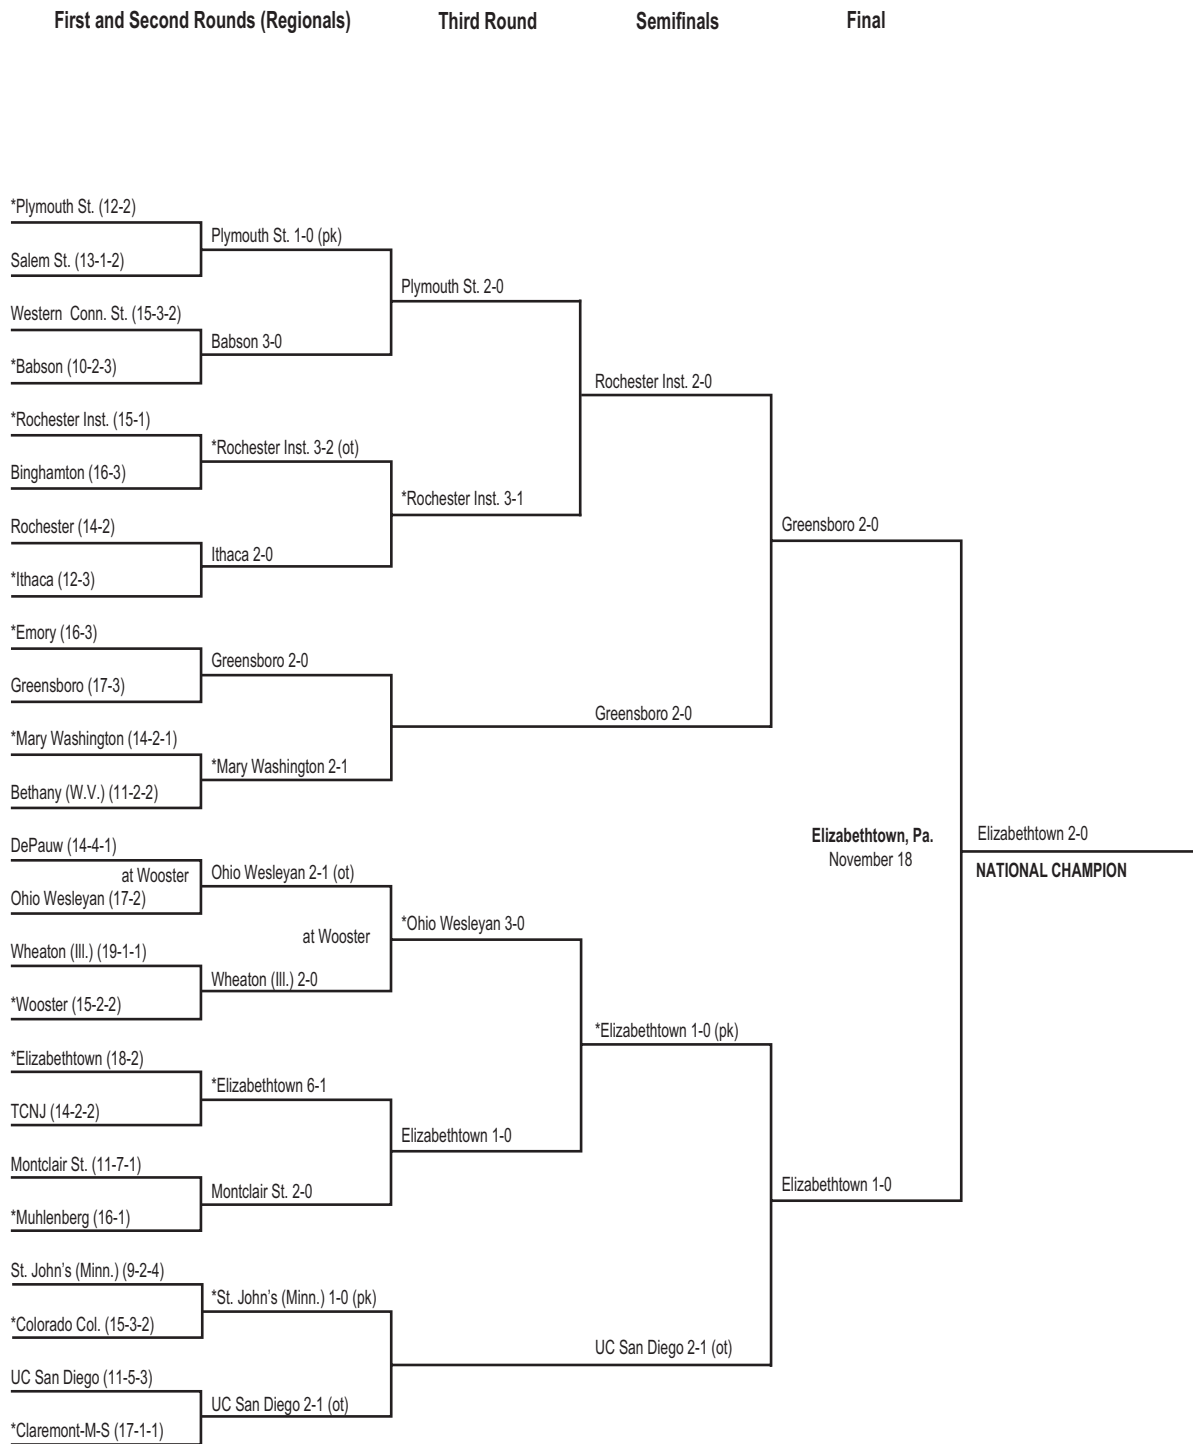 First and Second Rounds (Regionals)
Third Round
Semifinals
Final
*Plymouth St. (12-2)
Salem St. (13-1-2)
Western Conn. St. (15-3-2)
*Babson (10-2-3)
*Rochester Inst. (15-1)
Binghamton (16-3)
Rochester (14-2)
*Ithaca (12-3)
*Emory (16-3)
Greensboro (17-3)
*Mary Washington (14-2-1)
Bethany (W.V.) (11-2-2)
DePauw (14-4-1)
at Wooster
Ohio Wesleyan (17-2)
Wheaton (Ill.) (19-1-1)
*Wooster (15-2-2)
*Elizabethtown (18-2)
TCNJ (14-2-2)
Montclair St. (11-7-1)
*Muhlenberg (16-1)
St. John's (Minn.) (9-2-4)
*Colorado Col. (15-3-2)
UC San Diego (11-5-3)
*Claremont-M-S (17-1-1)
Plymouth St. 1-0 (pk)
Babson 3-0
*Rochester Inst. 3-2 (ot)
Ithaca 2-0
Greensboro 2-0
*Mary Washington 2-1
Ohio Wesleyan 2-1 (ot)
at Wooster
Wheaton (Ill.) 2-0
*Elizabethtown 6-1
Montclair St. 2-0
*St. John's (Minn.) 1-0 (pk)
UC San Diego 2-1 (ot)
Plymouth St. 2-0
*Rochester Inst. 3-1
*Ohio Wesleyan 3-0
Elizabethtown 1-0
Rochester Inst. 2-0
Greensboro 2-0
*Elizabethtown 1-0 (pk)
UC San Diego 2-1 (ot)
Greensboro 2-0
Elizabethtown 1-0
Elizabethtown, Pa.
November 18
Elizabethtown 2-0
NATIONAL CHAMPION